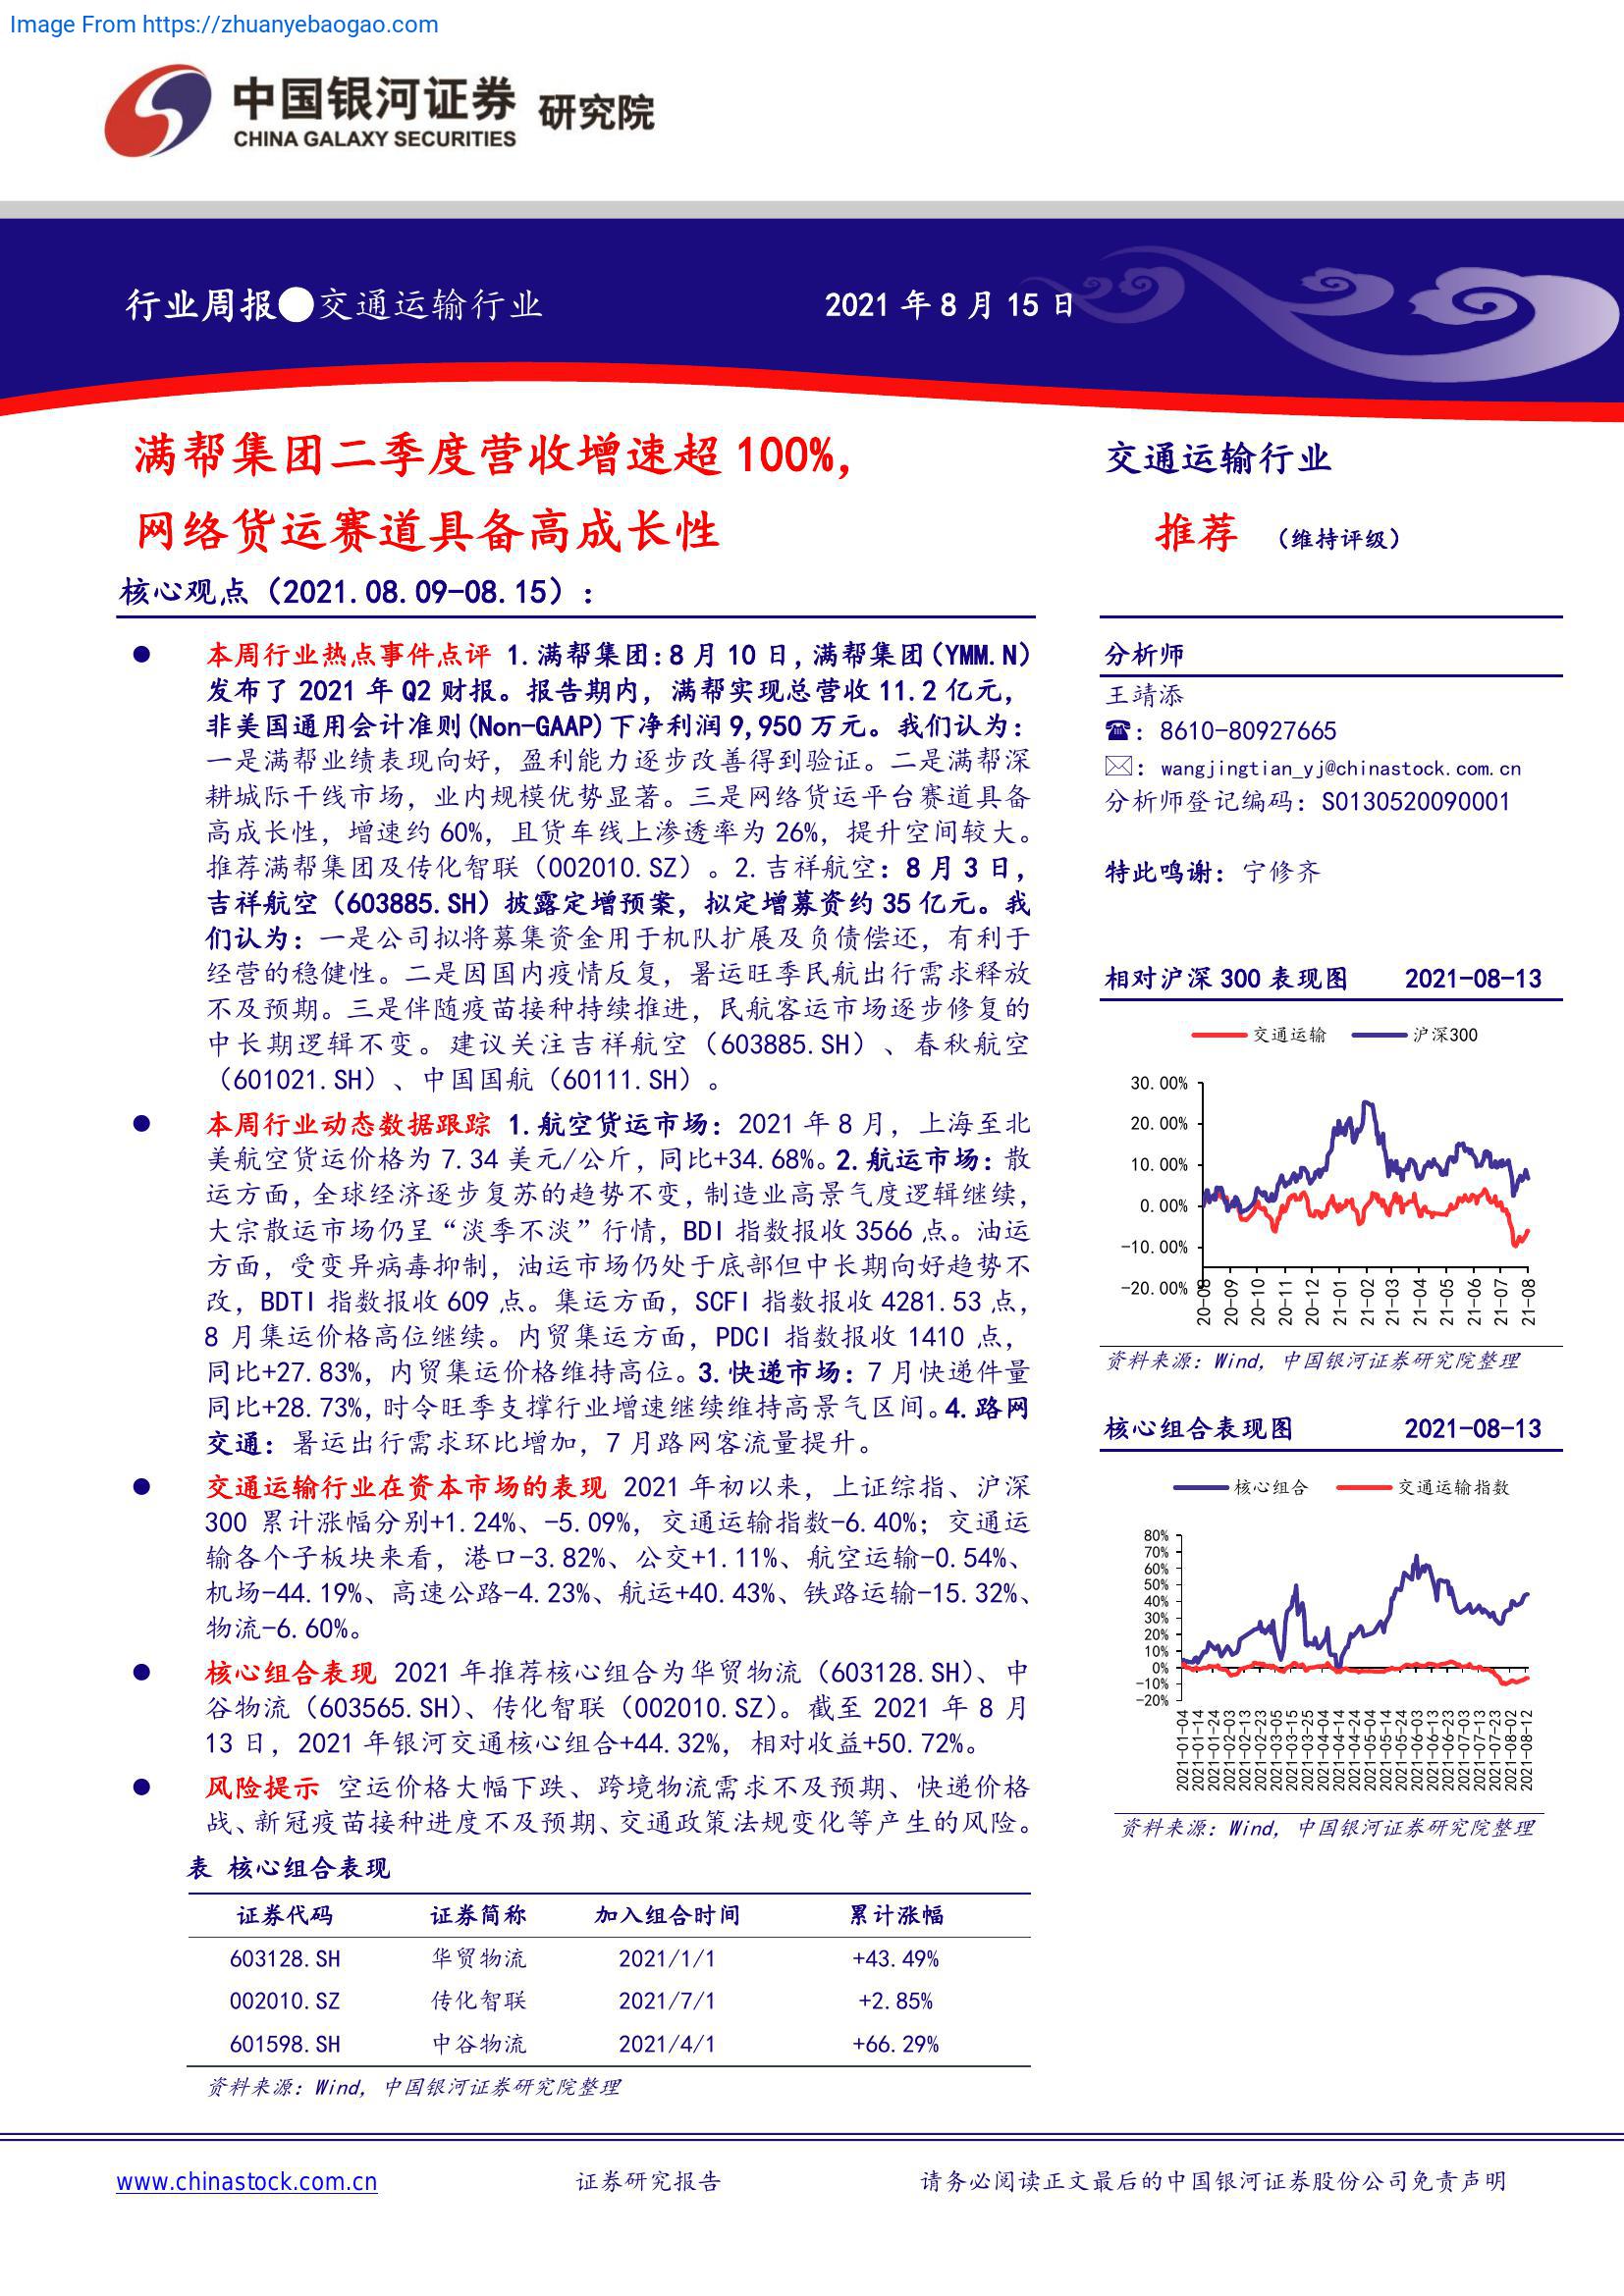 Image From https://zhuanyebaogao.com
中国银河证券 研究院
CHINA GALAXY SECURITIES
行业周报●交通运输行业 2021 年 8 月 15 日
满帮集团二季度营收增速超 100%,
网络货运赛道具备高成长性
核心观点（2021.08.09-08.15）：
● 本周行业热点事件点评 1.满帮集团：8 月 10 日，满帮集团（YMM.N）
发布了 2021 年 Q2 财报。报告期内，满帮实现总营收 11.2 亿元，
非美国通用会计准则(Non-GAAP)下净利润 9,950 万元。我们认为：
一是满帮业绩表现向好，盈利能力逐步改善得到验证。二是满帮深
耕城际干线市场，业内规模优势显著。三是网络货运平台赛道具备
高成长性，增速约 60%，且货车线上渗透率为 26%，提升空间较大。
推荐满帮集团及传化智联（002010.SZ）。2.吉祥航空：8 月 3 日，
吉祥航空（603885.SH）披露定增预案，拟定增募资约 35 亿元。我
们认为：一是公司拟将募集资金用于机队扩展及负债偿还，有利于
经营的稳健性。二是因国内疫情反复，暑运旺季民航出行需求释放
不及预期。三是伴随疫苗接种持续推进，民航客运市场逐步修复的
中长期逻辑不变。建议关注吉祥航空（603885.SH）、春秋航空
（601021.SH）、中国国航（60111.SH）。
● 本周行业动态数据跟踪 1.航空货运市场：2021 年 8 月，上海至北
美航空货运价格为 7.34 美元/公斤，同比+34.68%。2.航运市场：散
运方面，全球经济逐步复苏的趋势不变，制造业高景气度逻辑继续，
大宗散运市场仍呈“淡季不淡”行情，BDI 指数报收 3566 点。油运
方面，受变异病毒抑制，油运市场仍处于底部但中长期向好趋势不
改，BDTI 指数报收 609 点。集运方面，SCFI 指数报收 4281.53 点，
8 月集运价格高位继续。内贸集运方面，PDCI 指数报收 1410 点，
同比+27.83%，内贸集运价格维持高位。3.快递市场：7 月快递件量
同比+28.73%，时令旺季支撑行业增速继续维持高景气区间。4.路网
交通：暑运出行需求环比增加，7 月路网客流量提升。
● 交通运输行业在资本市场的表现 2021 年初以来，上证综指、沪深
300 累计涨幅分别+1.24%、-5.09%，交通运输指数-6.40%；交通运
输各个子板块来看，港口-3.82%、公交+1.11%、航空运输-0.54%、
机场-44.19%、高速公路-4.23%、航运+40.43%、铁路运输-15.32%、
物流-6.60%。
● 核心组合表现 2021 年推荐核心组合为华贸物流（603128.SH）、中
谷物流（603565.SH）、传化智联（002010.SZ）。截至 2021 年 8 月
13 日，2021 年银河交通核心组合+44.32%，相对收益+50.72%。
● 风险提示 空运价格大幅下跌、跨境物流需求不及预期、快递价格
战、新冠疫苗接种进度不及预期、交通政策法规变化等产生的风险。
表 核心组合表现
证券代码 证券简称 加入组合时间 累计涨幅
603128.SH 华贸物流 2021/1/1 +43.49%
002010.SZ 传化智联 2021/7/1 +2.85%
601598.SH 中谷物流 2021/4/1 +66.29%
资料来源：Wind, 中国银河证券研究院整理
交通运输行业
推荐 （维持评级）
分析师
王靖添
☎：8610-80927665
✉：wangjingtian_yj@chinastock.com.cn
分析师登记编码：S0130520090001
特此鸣谢：宁修齐
相对沪深 300 表现图 2021-08-13
交通运输 沪深300
30.00%
20.00%
10.00%
0.00%
-10.00%
-20.00%
20-08 20-09 20-10 20-11 20-12 21-01 21-02 21-03 21-04 21-05 21-06 21-07 21-08
资料来源：Wind, 中国银河证券研究院整理
核心组合表现图 2021-08-13
核心组合 交通运输指数
80%
70%
60%
50%
40%
30%
20%
10%
0%
-10%
-20%
2021-01-04 2021-01-14 2021-01-24 2021-02-03 2021-02-13 2021-02-23 2021-03-05 2021-03-15 2021-03-25 2021-04-04 2021-04-14 2021-04-24 2021-05-04 2021-05-14 2021-05-24 2021-06-03 2021-06-13 2021-06-23 2021-07-03 2021-07-13 2021-07-23 2021-08-02 2021-08-12
资料来源：Wind, 中国银河证券研究院整理
www.chinastock.com.cn 证券研究报告 请务必阅读正文最后的中国银河证券股份公司免责声明